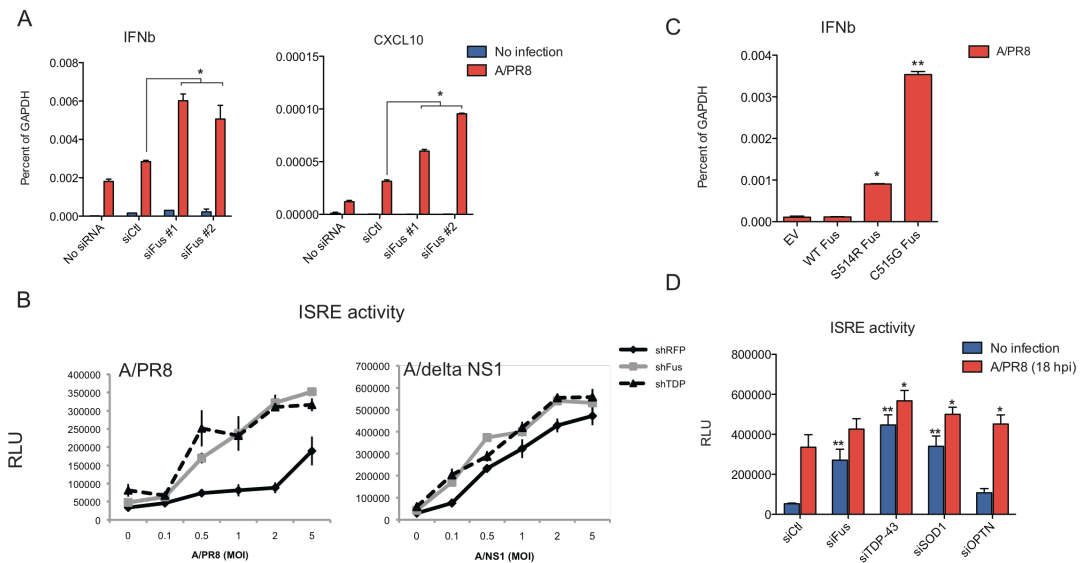 A
IFNb
Percent of GAPDH
0.008
0.006
0.004
0.002
0.000
*
No siRNA
siCtl
siFus #1
siFus #2
CXCL10
0.00015
0.00010
0.00005
0.00000
*
No siRNA
siCtl
siFus #1
siFus #2
No infection
A/PR8
C
IFNb
Percent of GAPDH
0.004
0.003
0.002
0.001
0.000
*
**
EV
WT Fus
S514R Fus
C515G Fus
A/PR8
B
ISRE activity
A/PR8
RLU
400000
350000
300000
250000
200000
150000
100000
50000
0
0 0.1 0.5 1 2 5
A/PR8 (MOI)
A/delta NS1
700000
600000
500000
400000
300000
200000
100000
0
0 0.1 0.5 1 2 5
A/NS1 (MOI)
shRFP
shFus
shTDP
D
ISRE activity
RLU
800000
600000
400000
200000
0
**
**
*
**
*
*
siCtl
siFus
siTDP-43
siSOD1
siOPTN
No infection
A/PR8 (18 hpi)